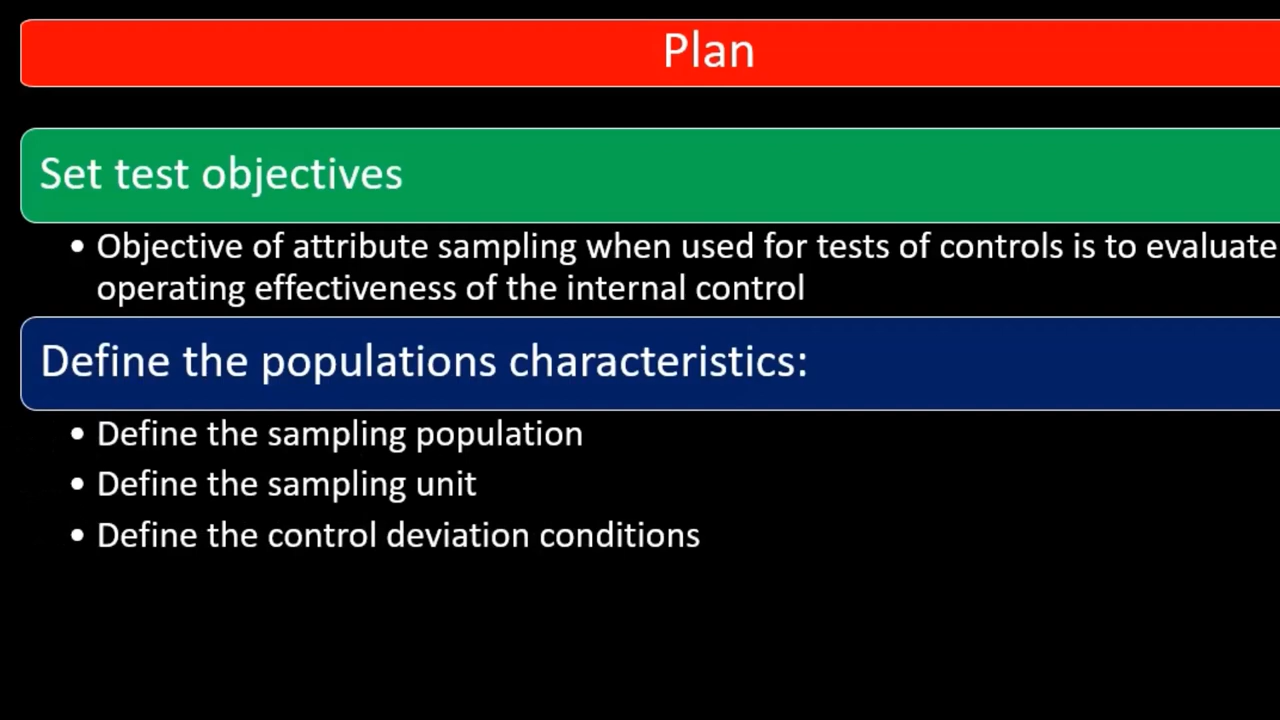 Plan
Set test objectives
• Objective of attribute sampling when used for tests of controls is to evaluate
operating effectiveness of the internal control
Define the populations characteristics:
• Define the sampling population
• Define the sampling unit
• Define the control deviation conditions